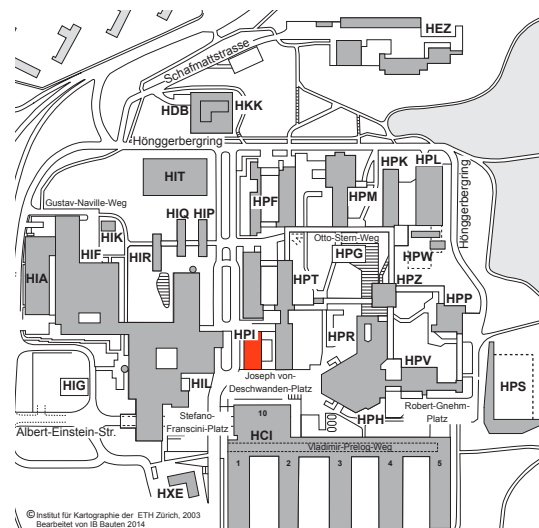 HEZ
Schafmattstrasse
HDB
HKK
Hönggerbergring
HIT
HPK
HPL
HPF
HPM
Gustav-Naville-Weg
HIK
HIQ
HIP
HIF
HIR
Otto-Stern-Weg
HPG
HPW
Hönggerbergring
HIA
HPT
HPZ
HPP
HPI
HPR
HPV
HIG
HIL
Joseph von-
Deschwanden-Platz
HPS
Stefano-
Franscini-Platz
10
HPH
Robert-Gnehm-
Platz
Albert-Einstein-Str.
HCI
Vladimir-Prelog-Weg
1 2 3 4 5
HXE
© Institut für Kartographie der ETH Zürich, 2003
Bearbeitet von IB Bauten 2014